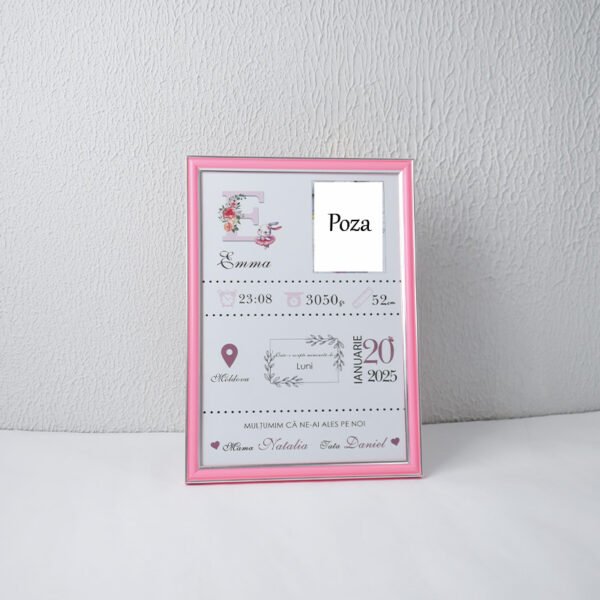 E
Poza
Emma
23:08 3050g 52cm
Moldova
Luni
IANUARIE
20
2025
MULȚUMIM CĂ NE-AI ALES PE NOI
Mama Natalia Tata Daniel